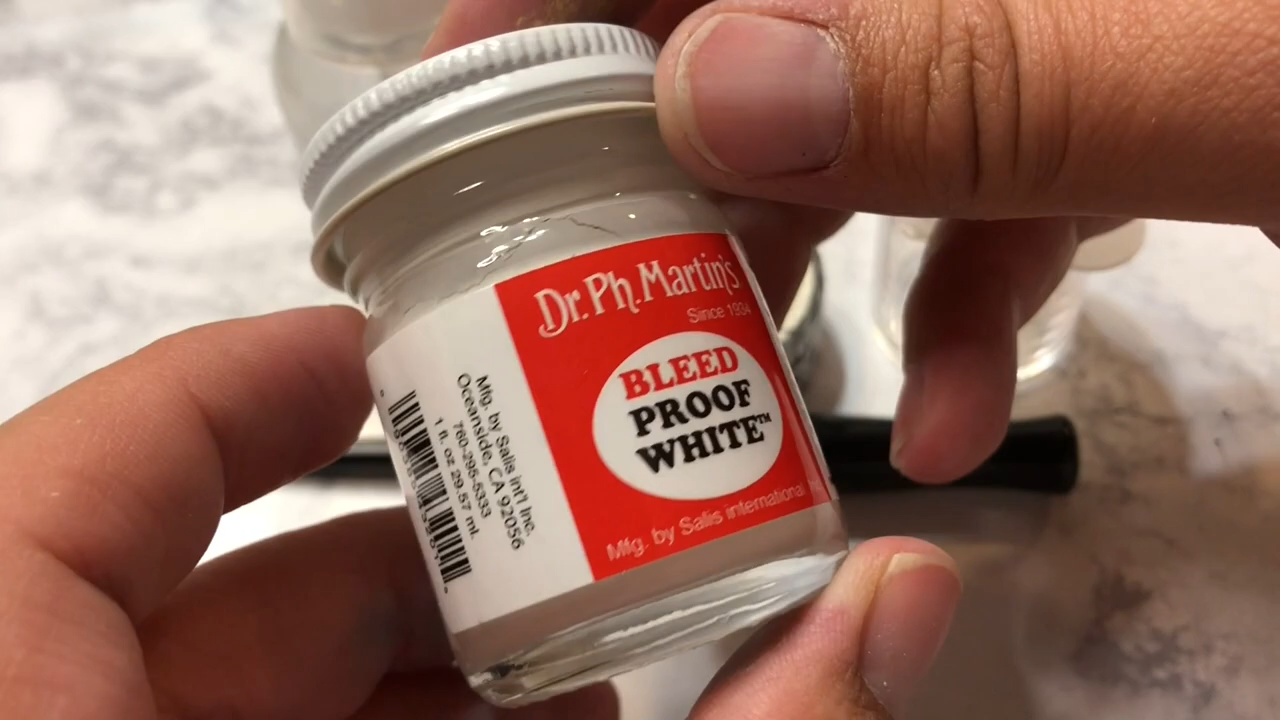 Dr. Ph. Martin's
Since 1934
BLEED
PROOF
WHITE™
Mfg. by Salis international
Mfg. by Salis int'l Inc.
Oceanside, CA 92056
760-295-5333
1 fl. oz 29.57 ml.